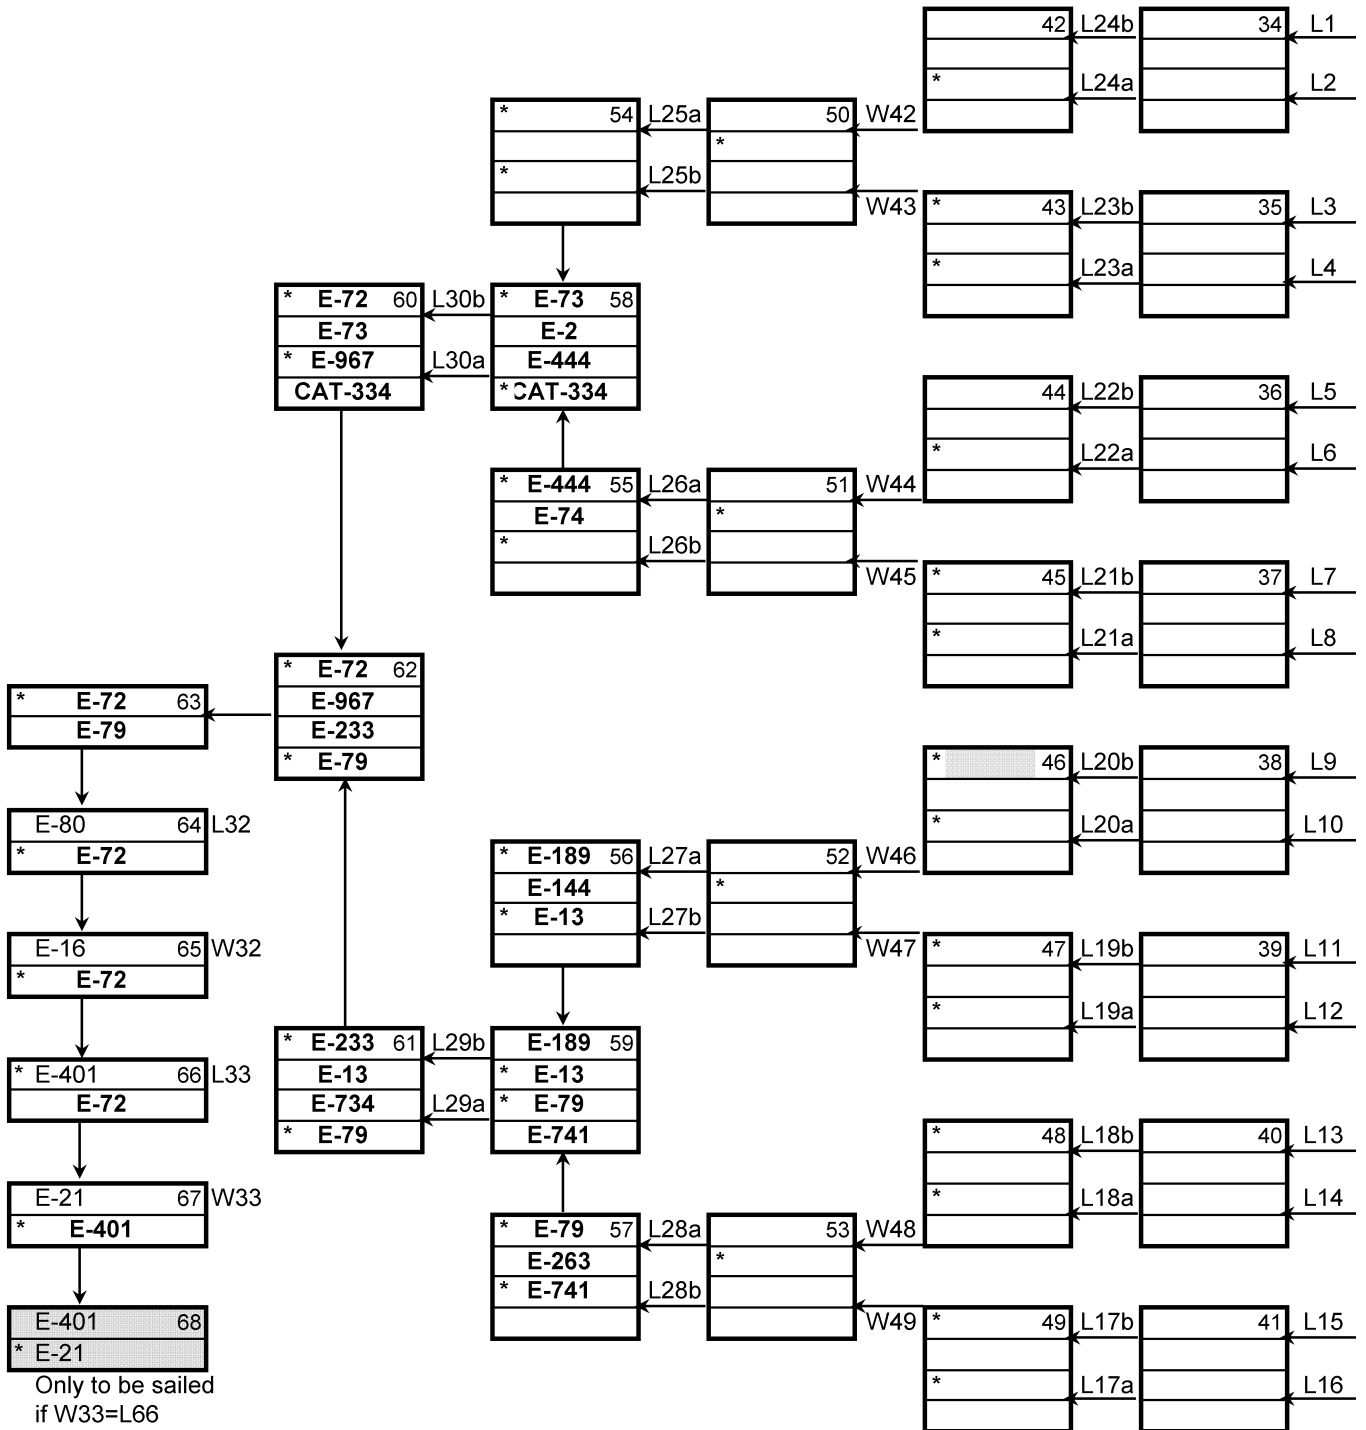 42 L24b 34 L1
* L24a L2
* 54 L25a 50 W42
*
* L25b W43
* 43 L23b 35 L3
* L23a L4
* E-72 60 L30b * E-73 58
E-73 E-2
* E-967 L30a E-444
CAT-334 * CAT-334
44 L22b 36 L5
* L22a L6
* E-444 55 L26a 51 W44
E-74 *
* L26b W45
* 45 L21b 37 L7
* L21a L8
* E-72 62
E-967
E-233
* E-79
* E-72 63
E-79
* 46 L20b 38 L9
* L20a L10
E-80 64 L32
* E-72
* E-189 56 L27a 52 W46
E-144 *
* E-13 L27b W47
E-16 65 W32
* E-72
* 47 L19b 39 L11
* L19a L12
* E-233 61 L29b E-189 59
E-13 * E-13
E-734 L29a * E-79
* E-79 E-741
* E-401 66 L33
E-72
* 48 L18b 40 L13
* L18a L14
E-21 67 W33
* E-401
* E-79 57 L28a 53 W48
E-263 *
* E-741 L28b W49
* 49 L17b 41 L15
* L17a L16
E-401 68
* E-21
Only to be sailed
if W33=L66